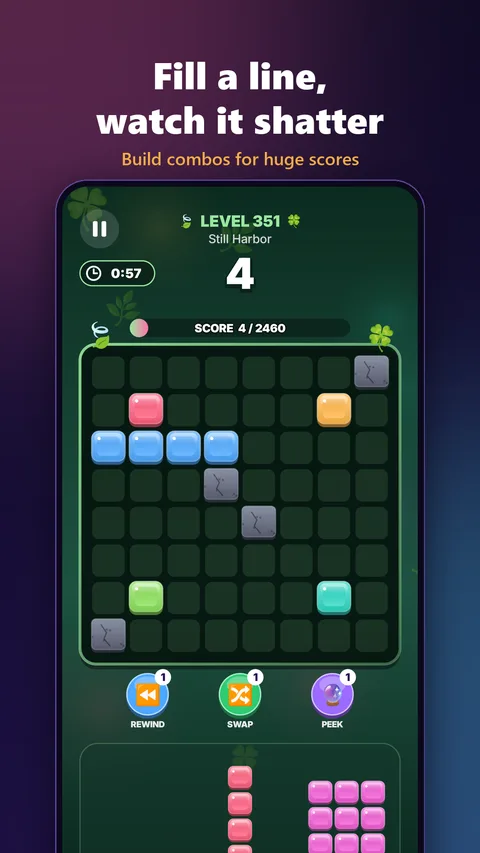 Fill a line,
watch it shatter
Build combos for huge scores
LEVEL 351
Still Harbor
0:57
4
SCORE 4 / 2460
1 1 1
REWIND SWAP PEEK